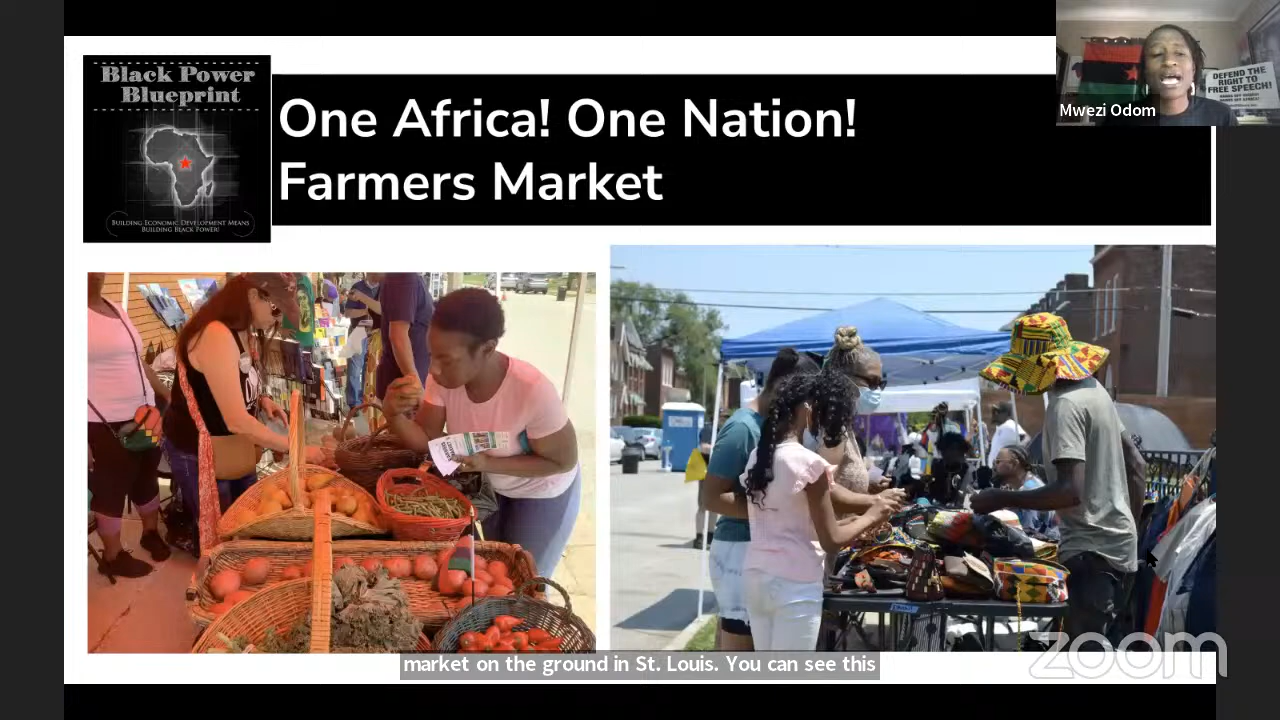 Black Power
Blueprint
BUILDING ECONOMIC DEVELOPMENT MEANS
BUILDING BLACK POWER!
One Africa! One Nation!
Farmers Market
DEFEND THE
RIGHT TO
FREE SPEECH!
Mwezi Odom
market on the ground in St. Louis. You can see this
zoom